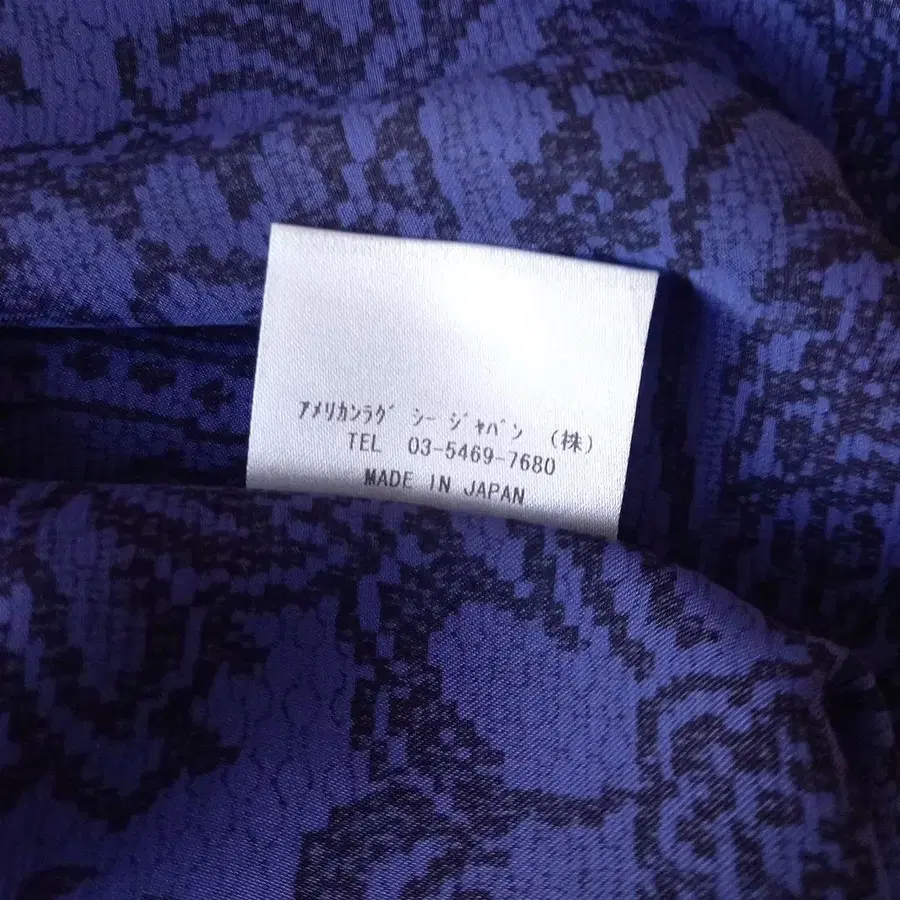 アメリカンラグ シー ジャパン (株)
TEL 03-5469-7680
MADE IN JAPAN